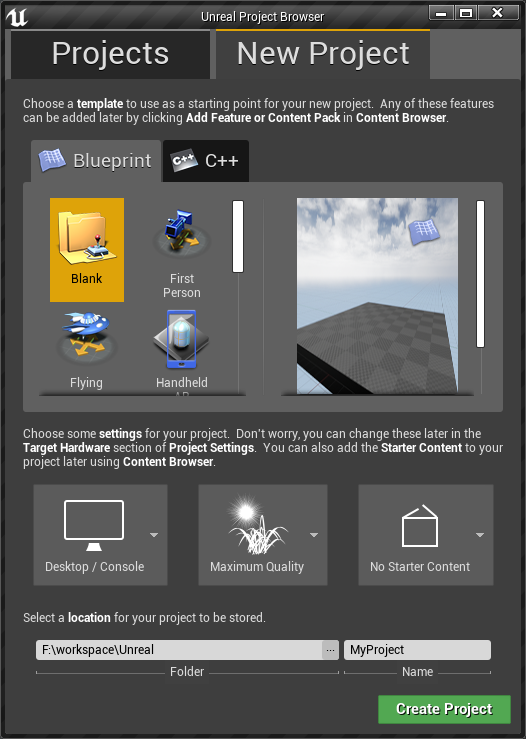 Unreal Project Browser
Projects
New Project
Choose a template to use as a starting point for your new project. Any of these features
can be added later by clicking Add Feature or Content Pack in Content Browser.
Blueprint
C++
C++
Blank
First
Person
Flying
Handheld
AR
Choose some settings for your project. Don't worry, you can change these later in the
Target Hardware section of Project Settings. You can also add the Starter Content to your
project later using Content Browser.
Desktop / Console
Maximum Quality
No Starter Content
Select a location for your project to be stored.
F:\workspace\Unreal
...
MyProject
Folder
Name
Create Project